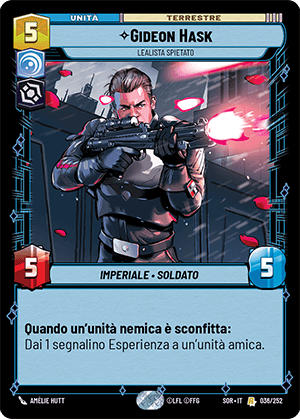 5
UNITÀ
TERRESTRE
✧GIDEON HASK
LEALISTA SPIETATO
5
IMPERIALE • SOLDATO
5
Quando un'unità nemica è sconfitta:
Dai 1 segnalino Esperienza a un'unità amica.
AMÉLIE HUTT
©LFL ©FFG
SOR • IT
R
036/252